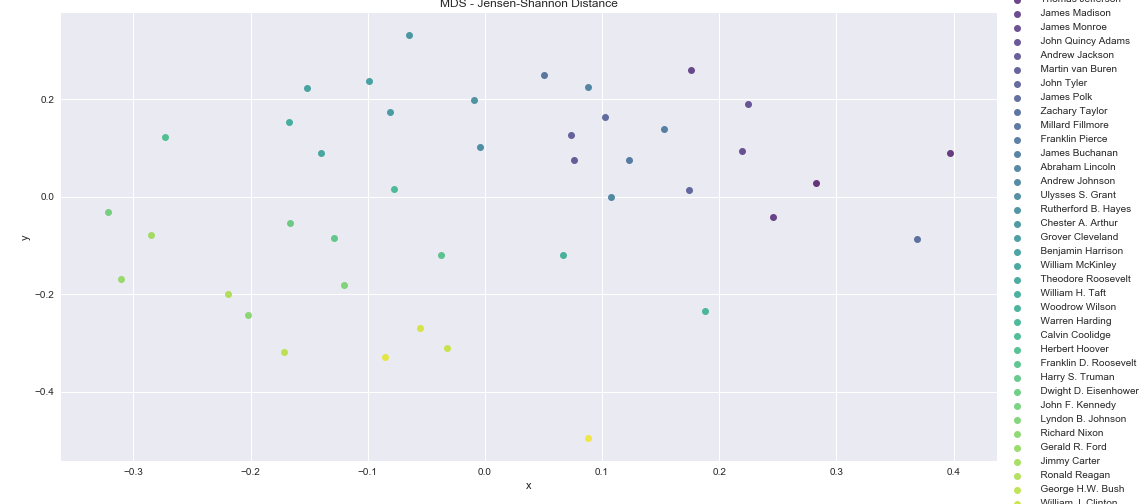 MDS - Jensen-Shannon Distance
y
0.2
0.0
−0.2
−0.4
−0.3
−0.2
−0.1
0.0
0.1
0.2
0.3
0.4
x
Thomas Jefferson
James Madison
James Monroe
John Quincy Adams
Andrew Jackson
Martin van Buren
John Tyler
James Polk
Zachary Taylor
Millard Fillmore
Franklin Pierce
James Buchanan
Abraham Lincoln
Andrew Johnson
Ulysses S. Grant
Rutherford B. Hayes
Chester A. Arthur
Grover Cleveland
Benjamin Harrison
William McKinley
Theodore Roosevelt
William H. Taft
Woodrow Wilson
Warren Harding
Calvin Coolidge
Herbert Hoover
Franklin D. Roosevelt
Harry S. Truman
Dwight D. Eisenhower
John F. Kennedy
Lyndon B. Johnson
Richard Nixon
Gerald R. Ford
Jimmy Carter
Ronald Reagan
George H.W. Bush
William J. Clinton